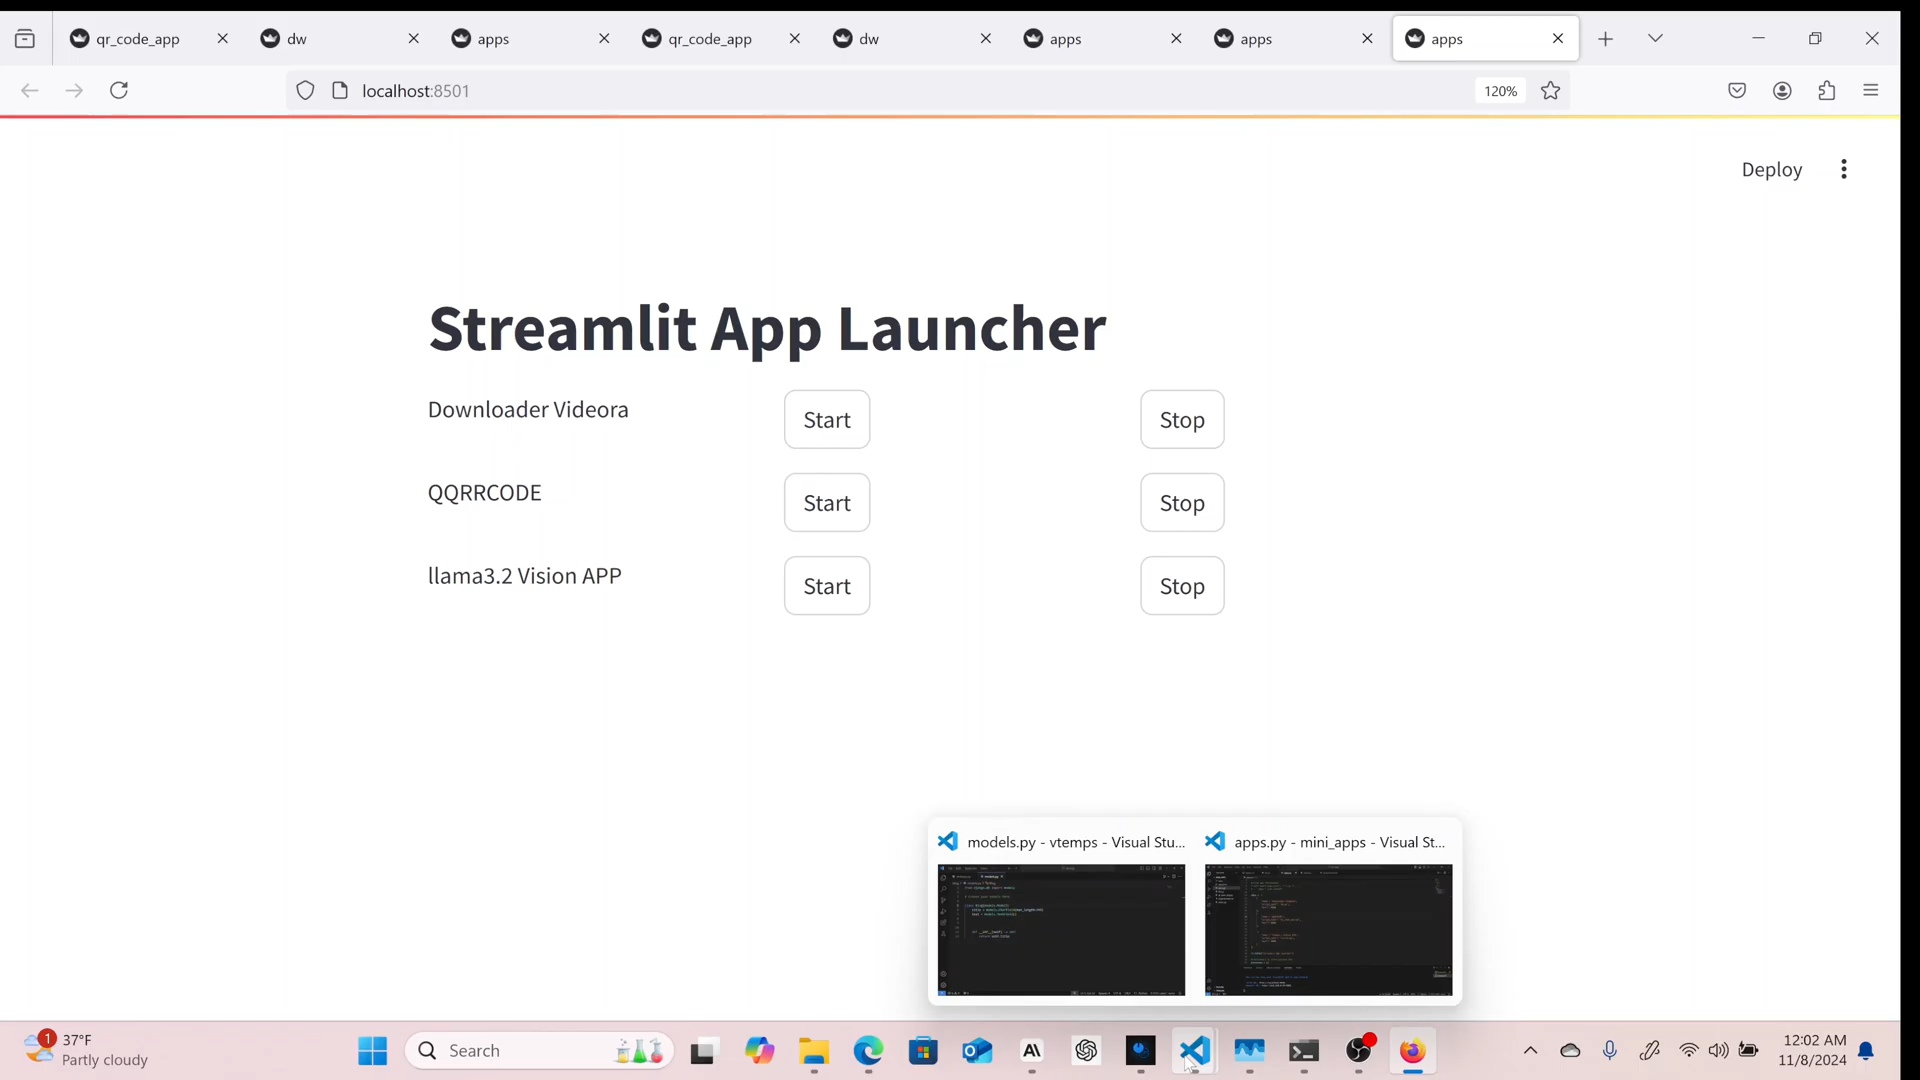 qr_code_app dw apps qr_code_app dw apps apps apps
localhost:8501 120%
Deploy
Streamlit App Launcher
Downloader Videora Start Stop
QQRRCODE Start Stop
llama3.2 Vision APP Start Stop
models.py - vtemps - Visual Stu... apps.py - mini_apps - Visual St...
1 37°F
Partly cloudy
Search
12:02 AM
11/8/2024